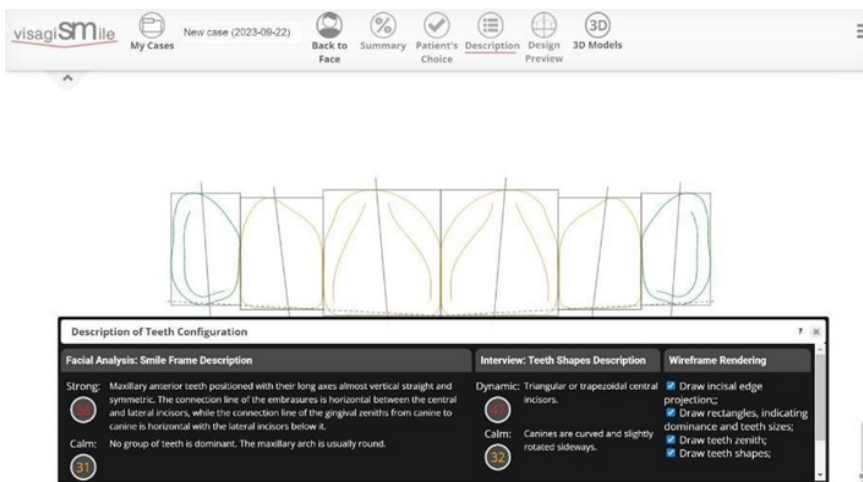 visagiSMile
My Cases
New case (2023-09-22)
Back to
Face
Summary
Patient's
Choice
Description
Design
Preview
3D
3D Models
Description of Teeth Configuration
?
Facial Analysis: Smile Frame Description
Strong:
Maxillary anterior teeth positioned with their long axes almost vertical straight and
symmetric. The connection line of the embrasures is horizontal between the central
and lateral incisors, while the connection line of the gingival zeniths from canine to
canine is horizontal with the lateral incisors below it.
Calm:
No group of teeth is dominant. The maxillary arch is usually round.
31
Interview: Teeth Shapes Description
Dynamic:
Triangular or trapezoidal central
incisors.
47
Calm:
Canines are curved and slightly
rotated sideways.
32
Wireframe Rendering
Draw incisal edge
projection;;
Draw rectangles, indicating
dominance and teeth sizes;
Draw teeth zenith;
Draw teeth shapes;